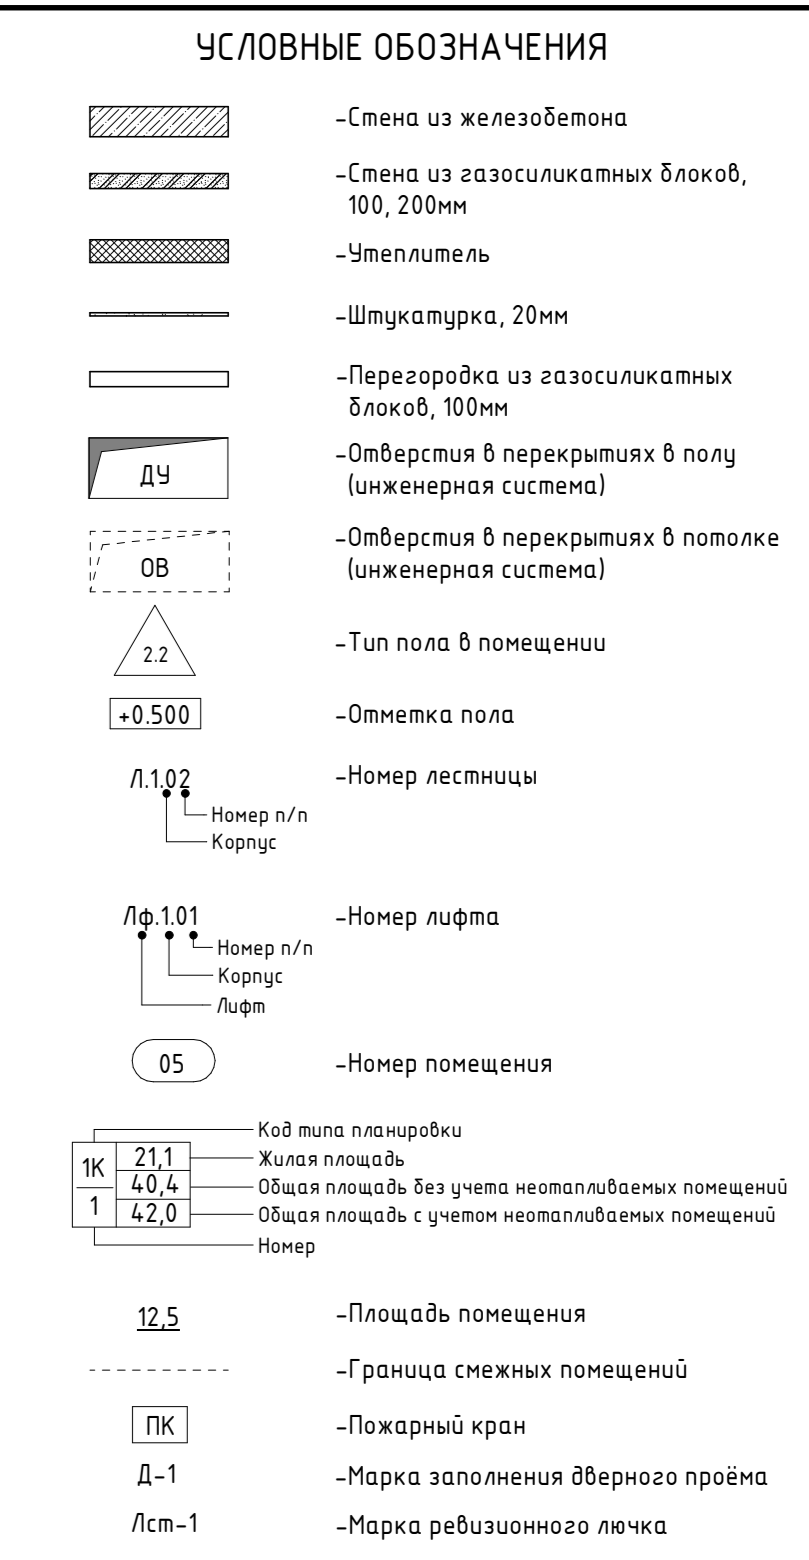 УСЛОВНЫЕ ОБОЗНАЧЕНИЯ
-Стена из железобетона
-Стена из газосиликатных блоков,
100, 200мм
-Утеплитель
-Штукатурка, 20мм
-Перегородка из газосиликатных
блоков, 100мм
ДУ
-Отверстия в перекрытиях в полу
(инженерная система)
ОВ
-Отверстия в перекрытиях в потолке
(инженерная система)
2.2
-Тип пола в помещении
+0.500
-Отметка пола
Л.1.02
-Номер лестницы
Номер п/п
Корпус
Лф.1.01
-Номер лифта
Номер п/п
Корпус
Лифт
05
-Номер помещения
Код типа планировки
1К
21,1
Жилая площадь
40,4
Общая площадь без учета неотапливаемых помещений
1
42,0
Общая площадь с учетом неотапливаемых помещений
Номер
12,5
-Площадь помещения
-Граница смежных помещений
ПК
-Пожарный кран
Д-1
-Марка заполнения дверного проёма
Лст-1
-Марка ревизионного лючка